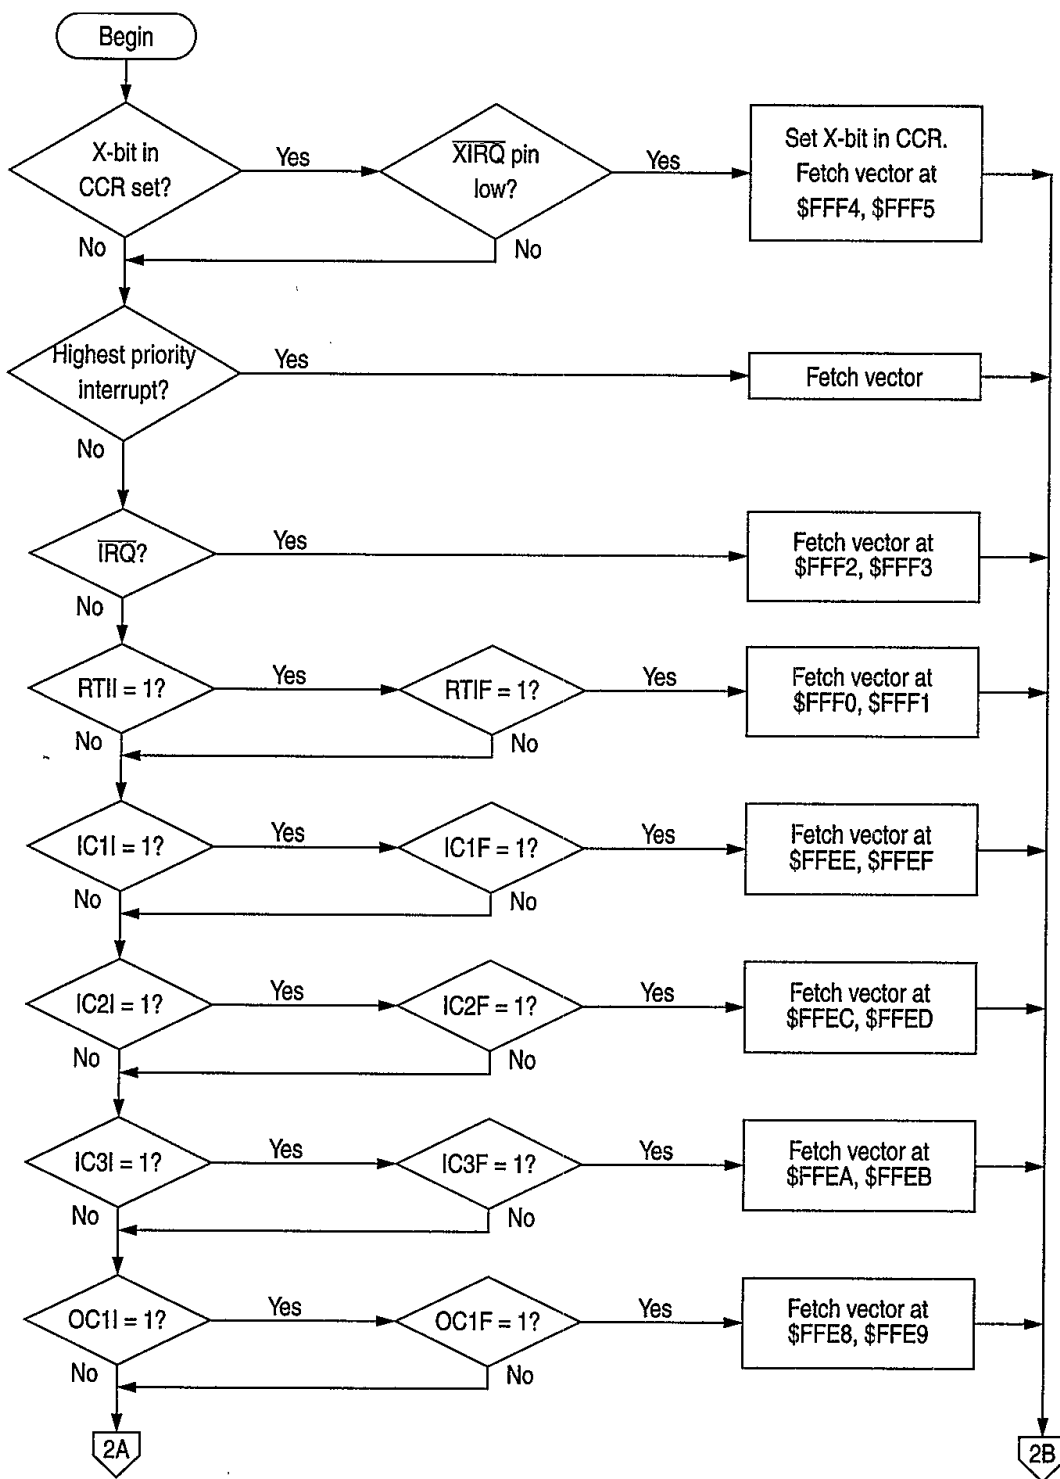 Begin
X-bit in
CCR set?
Yes
XIRQ pin
low?
Yes
Set X-bit in CCR.
Fetch vector at
$FFF4, $FFF5
No
No
Highest priority
interrupt?
Yes
Fetch vector
No
IRQ?
Yes
Fetch vector at
$FFF2, $FFF3
No
RTII = 1?
Yes
RTIF = 1?
Yes
Fetch vector at
$FFF0, $FFF1
No
No
IC1I = 1?
Yes
IC1F = 1?
Yes
Fetch vector at
$FFEE, $FFEF
No
No
IC2I = 1?
Yes
IC2F = 1?
Yes
Fetch vector at
$FFEC, $FFED
No
No
IC3I = 1?
Yes
IC3F = 1?
Yes
Fetch vector at
$FFEA, $FFEB
No
No
OC1I = 1?
Yes
OC1F = 1?
Yes
Fetch vector at
$FFE8, $FFE9
No
No
2A
2B